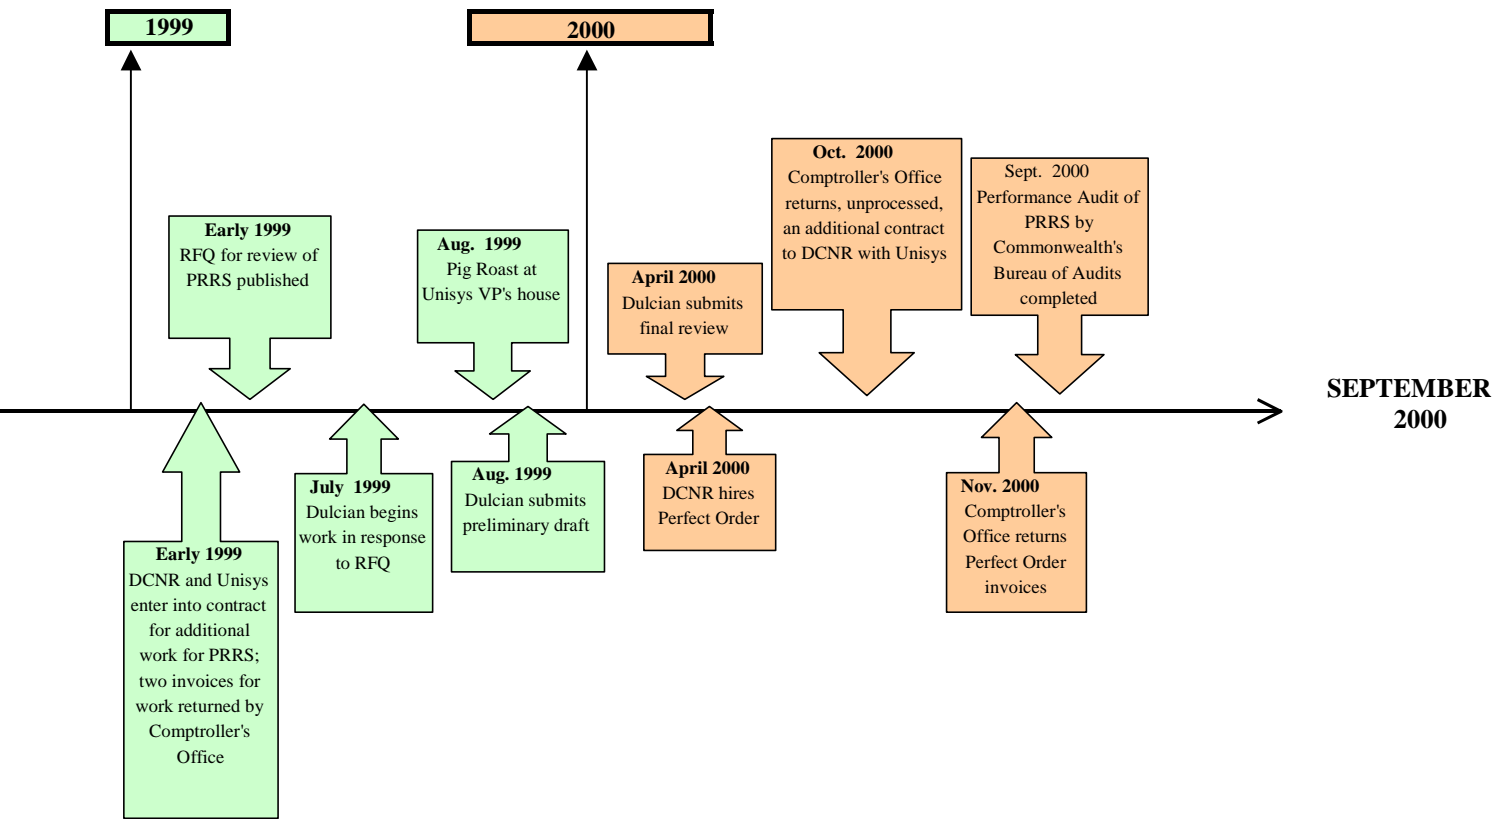 1999
2000
Early 1999
RFQ for review of
PRRS published
Aug. 1999
Pig Roast at
Unisys VP's house
April 2000
Dulcian submits
final review
Oct. 2000
Comptroller's Office
returns, unprocessed,
an additional contract
to DCNR with Unisys
Sept. 2000
Performance Audit of
PRRS by
Commonwealth's
Bureau of Audits
completed
SEPTEMBER
2000
Early 1999
DCNR and Unisys
enter into contract
for additional
work for PRRS;
two invoices for
work returned by
Comptroller's
Office
July 1999
Dulcian begins
work in response
to RFQ
Aug. 1999
Dulcian submits
preliminary draft
April 2000
DCNR hires
Perfect Order
Nov. 2000
Comptroller's
Office returns
Perfect Order
invoices